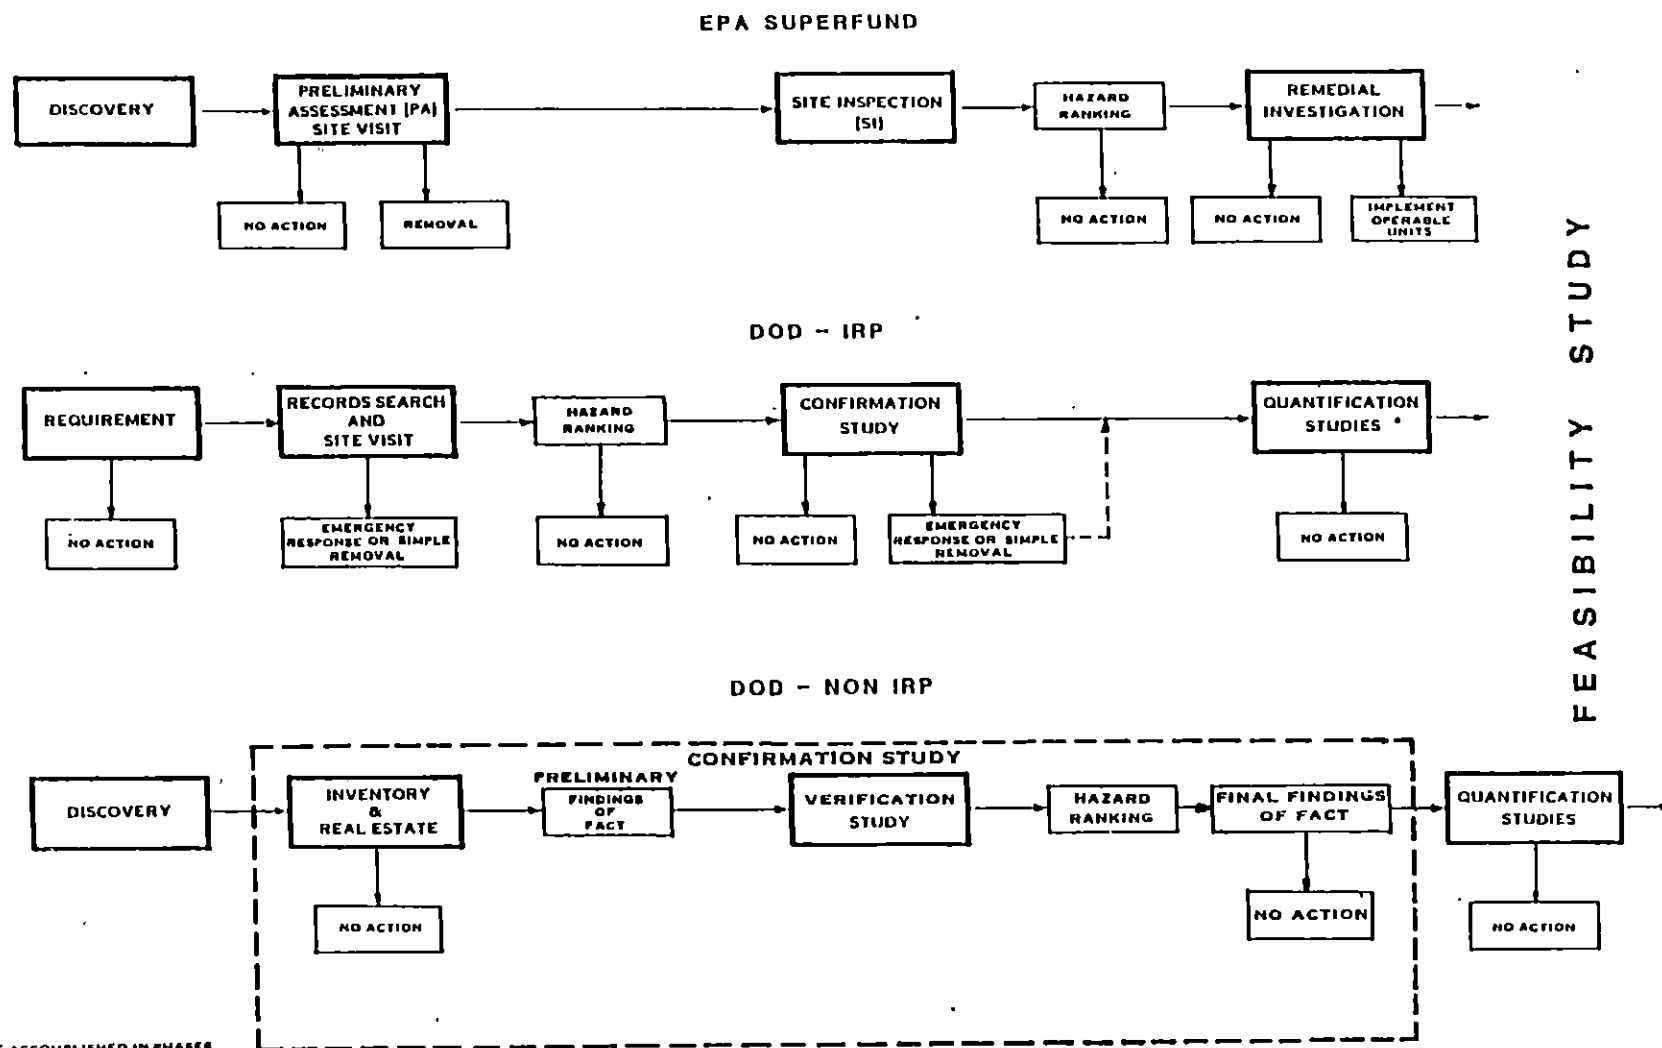 EPA SUPERFUND
DISCOVERY
PRELIMINARY
ASSESSMENT (PA)
SITE VISIT
SITE INSPECTION
(SI)
HAZARD
RANKING
REMEDIAL
INVESTIGATION
NO ACTION
REMOVAL
NO ACTION
NO ACTION
IMPLEMENT
OPERABLE
UNITS
FEASIBILITY STUDY
DOD - IRP
REQUIREMENT
RECORDS SEARCH
AND
SITE VISIT
HAZARD
RANKING
CONFIRMATION
STUDY
QUANTIFICATION
STUDIES
NO ACTION
EMERGENCY
RESPONSE OR SIMPLE
REMOVAL
NO ACTION
NO ACTION
EMERGENCY
RESPONSE OR SIMPLE
REMOVAL
NO ACTION
DOD - NON IRP
CONFIRMATION STUDY
DISCOVERY
INVENTORY
&
REAL ESTATE
PRELIMINARY
FINDINGS
OF
FACT
VERIFICATION
STUDY
HAZARD
RANKING
FINAL FINDINGS
OF FACT
QUANTIFICATION
STUDIES
NO ACTION
NO ACTION
NO ACTION
ACCOMPLISHED IN PHASES